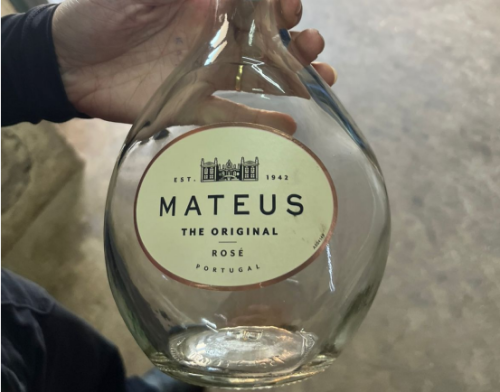 EST. 1942
MATEUS
THE ORIGINAL
ROSÉ
PORTUGAL